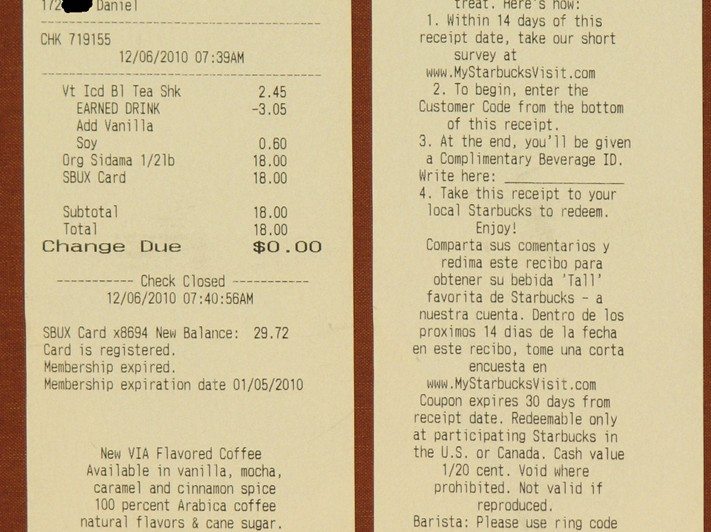 172 Daniel
CHK 719155
12/06/2010 07:39AM
Vt Icd Bl Tea Shk 2.45
EARNED DRINK -3.05
Add Vanilla
Soy 0.60
Org Sidama 1/2lb 18.00
SBUX Card 18.00
Subtotal 18.00
Total 18.00
Change Due $0.00
------------ Check Closed ------------
12/06/2010 07:40:56AM
SBUX Card x8694 New Balance: 29.72
Card is registered.
Membership expired.
Membership expiration date 01/05/2010
New VIA Flavored Coffee
Available in vanilla, mocha,
caramel and cinnamon spice
100 percent Arabica coffee
natural flavors & cane sugar.
treat. Here's how:
1. Within 14 days of this
receipt date, take our short
survey at
www.MyStarbucksVisit.com
2. To begin, enter the
Customer Code from the bottom
of this receipt.
3. At the end, you'll be given
a Complimentary Beverage ID.
Write here: ________________
4. Take this receipt to your
local Starbucks to redeem.
Enjoy!
Comparta sus comentarios y
redima este recibo para
obtener su bebida 'Tall'
favorita de Starbucks - a
nuestra cuenta. Dentro de los
proximos 14 dias de la fecha
en este recibo, tome una corta
encuesta en
www.MyStarbucksVisit.com
Coupon expires 30 days from
receipt date. Redeemable only
at participating Starbucks in
the U.S. or Canada. Cash value
1/20 cent. Void where
prohibited. Not valid if
reproduced.
Barista: Please use ring code